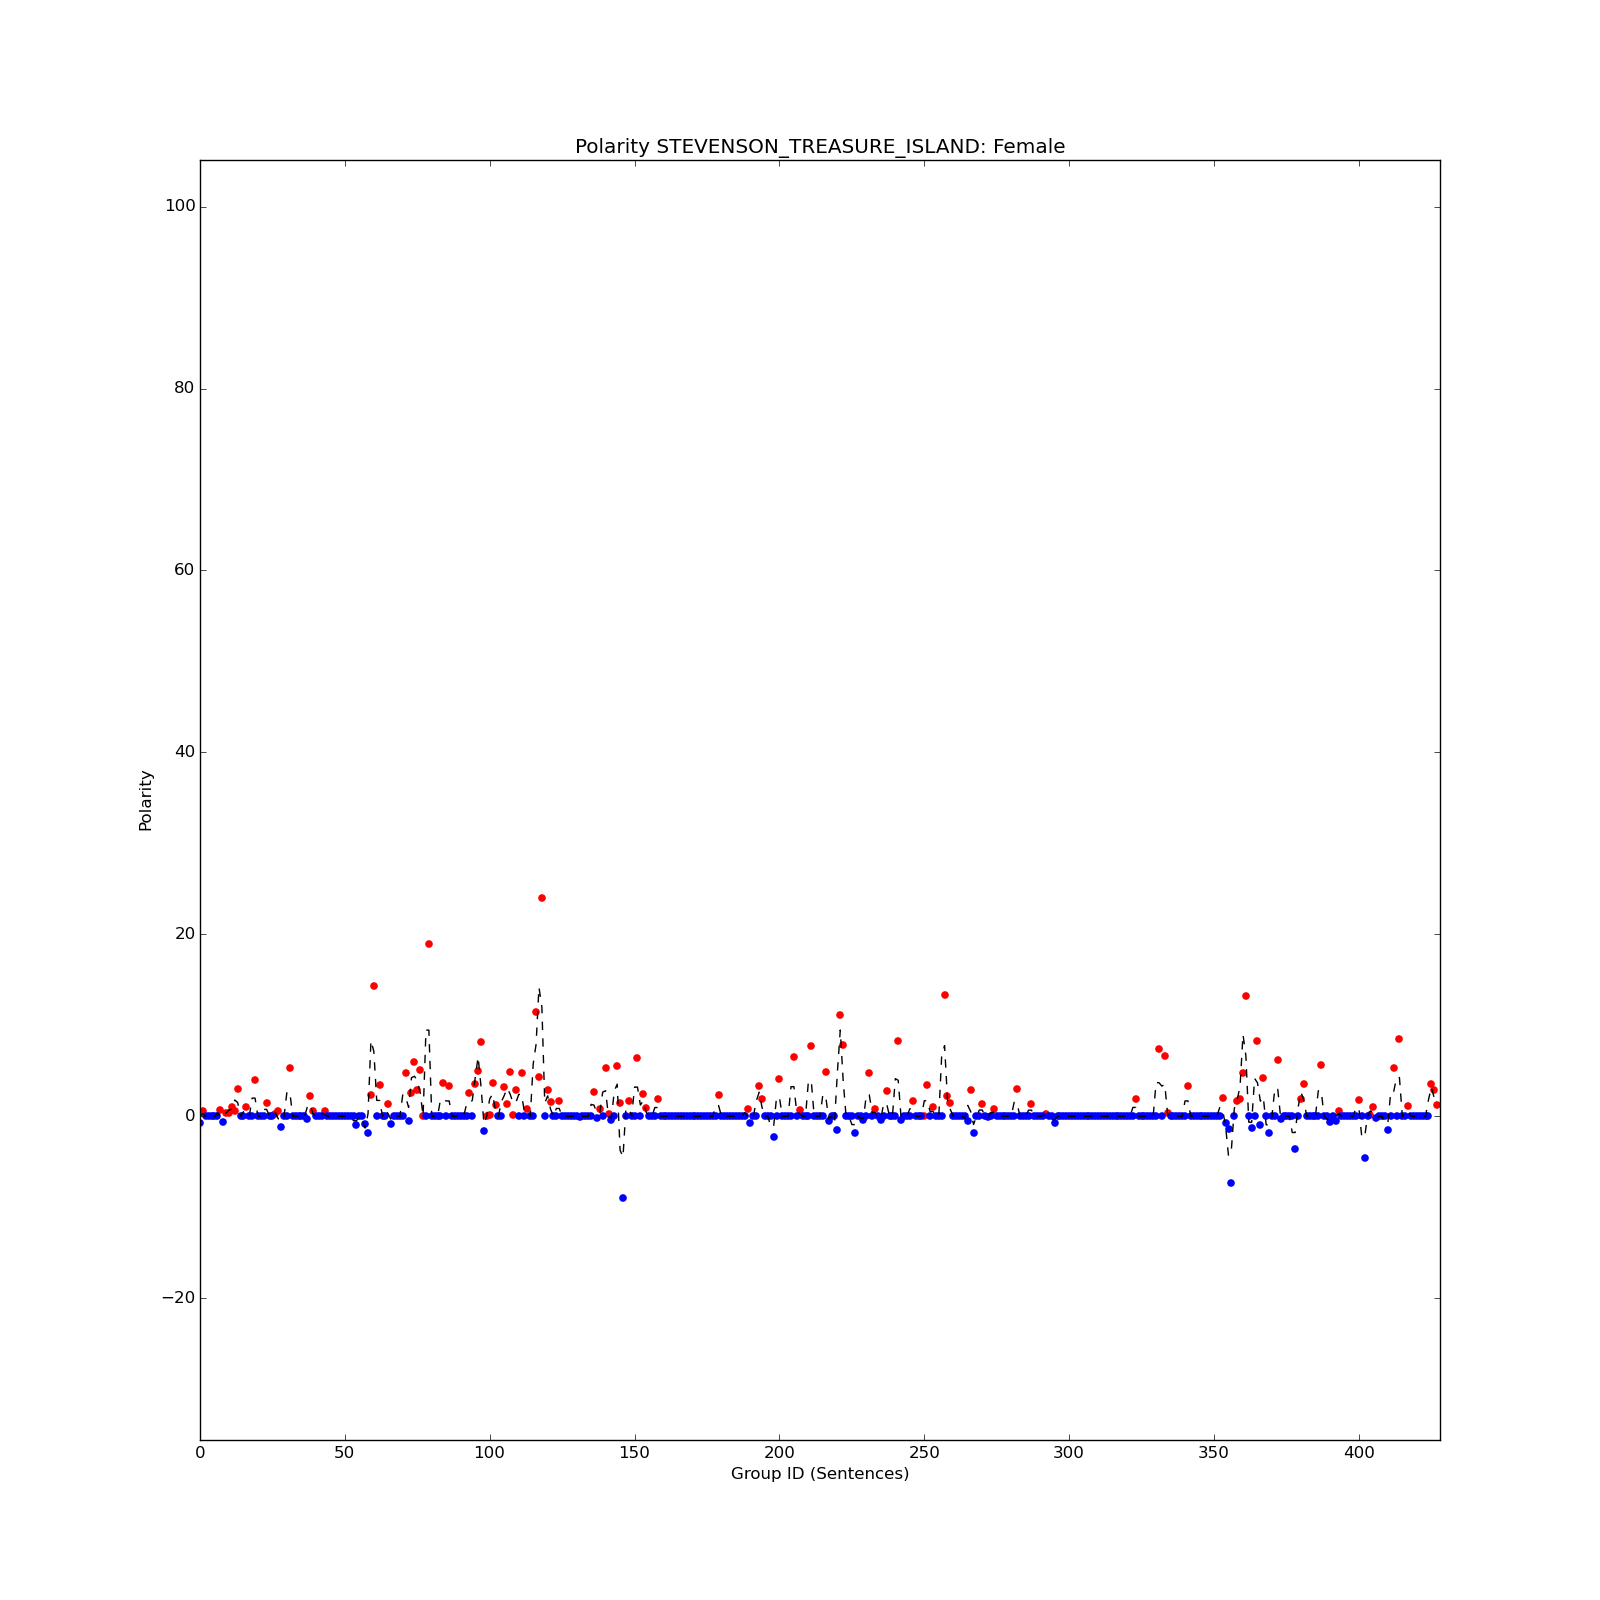 Polarity STEVENSON_TREASURE_ISLAND: Female
100
80
60
40
20
0
−20
Polarity
0 50 100 150 200 250 300 350 400
Group ID (Sentences)